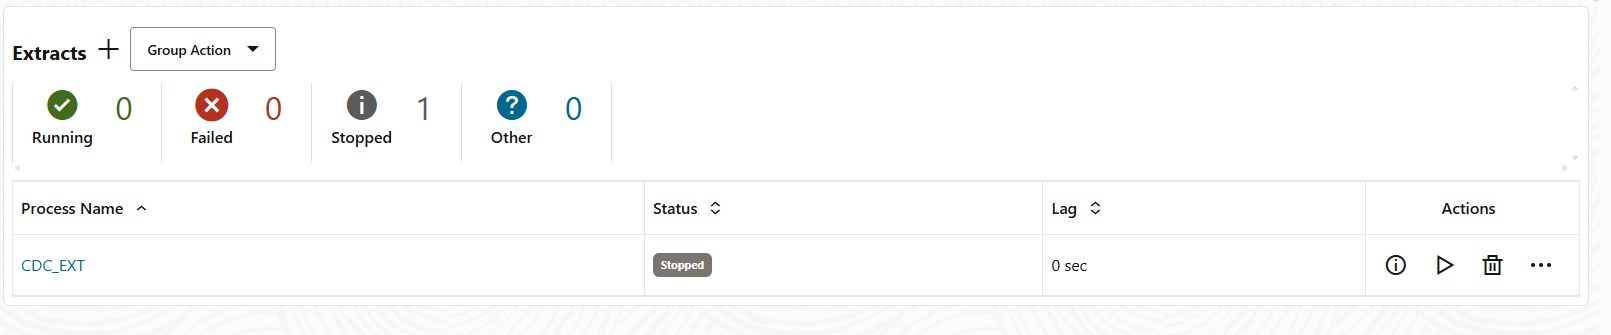 Extracts
Group Action
0 0 1 0
Running Failed Stopped Other
Process Name Status Lag Actions
CDC_EXT Stopped 0 sec